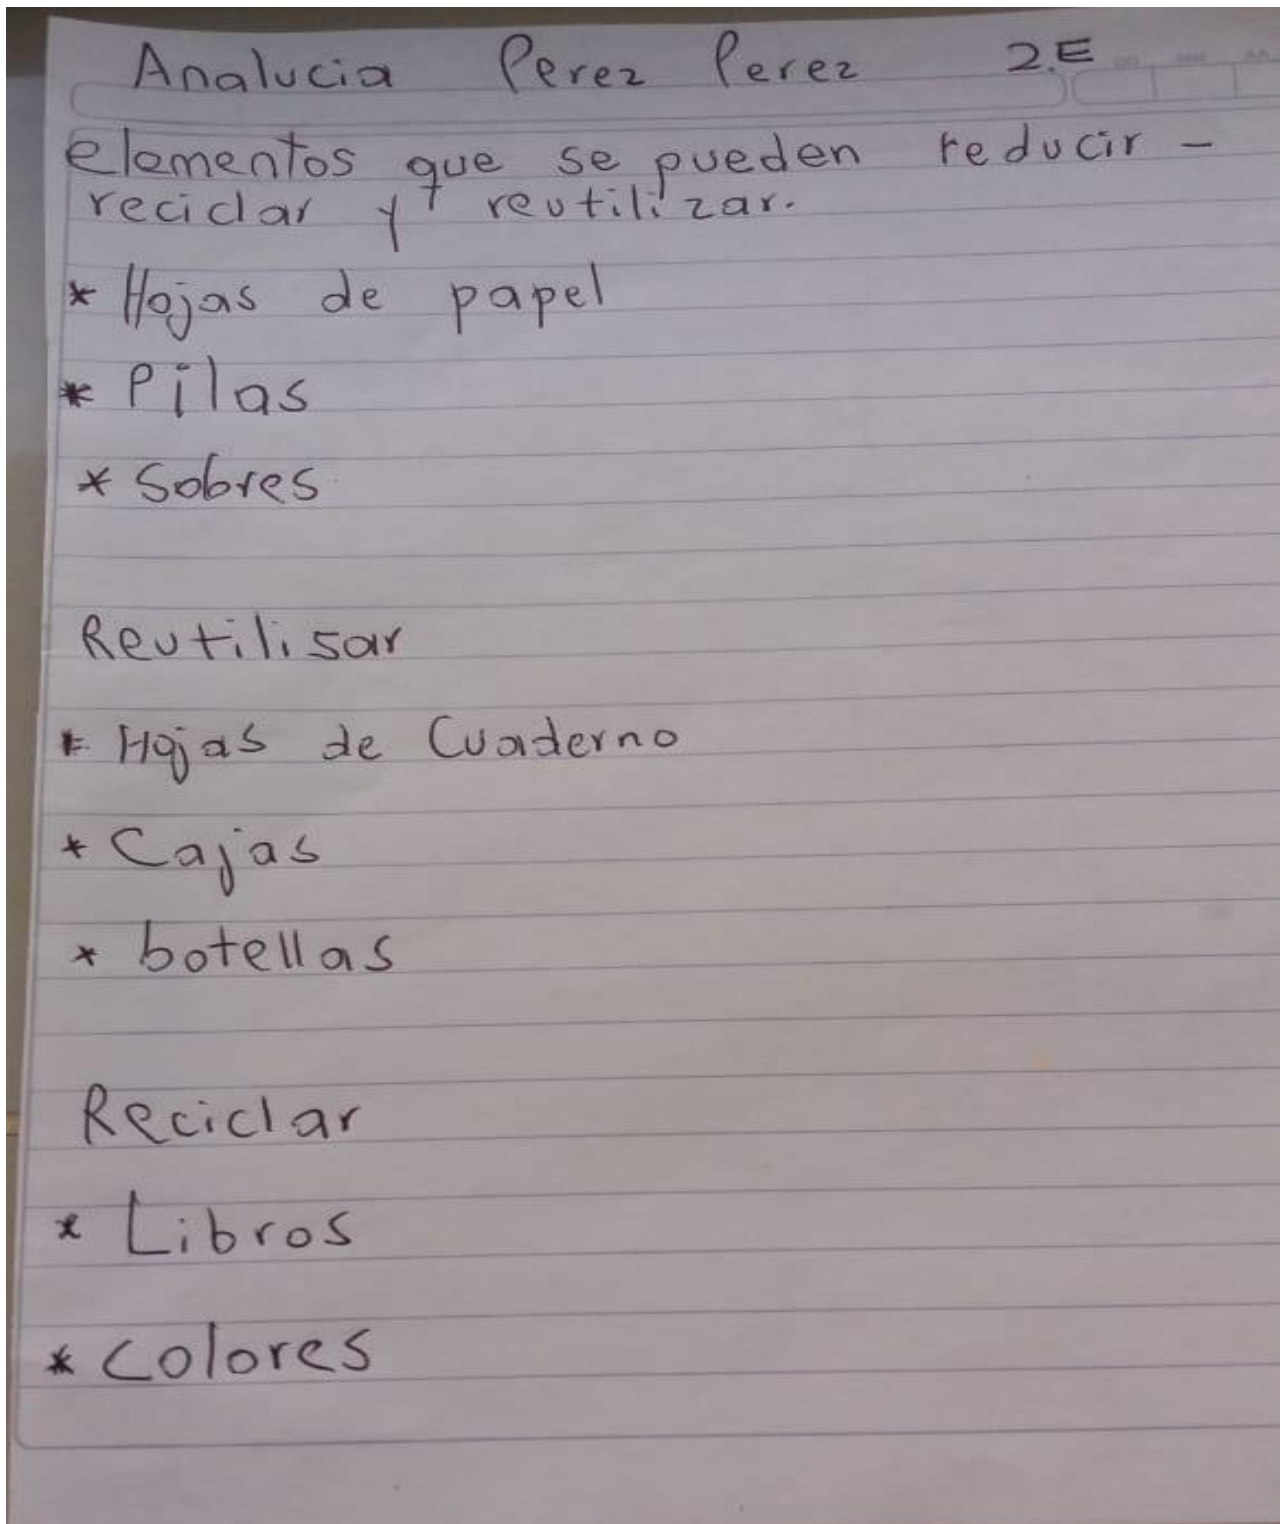 Analucia Perez Perez 2.E
elementos que se pueden reducir -
reciclar y reutilizar.
* Hojas de papel
* Pilas
* Sobres
Reutilisar
* Hojas de Cuaderno
* Cajas
* botellas
Reciclar
* Libros
* Colores